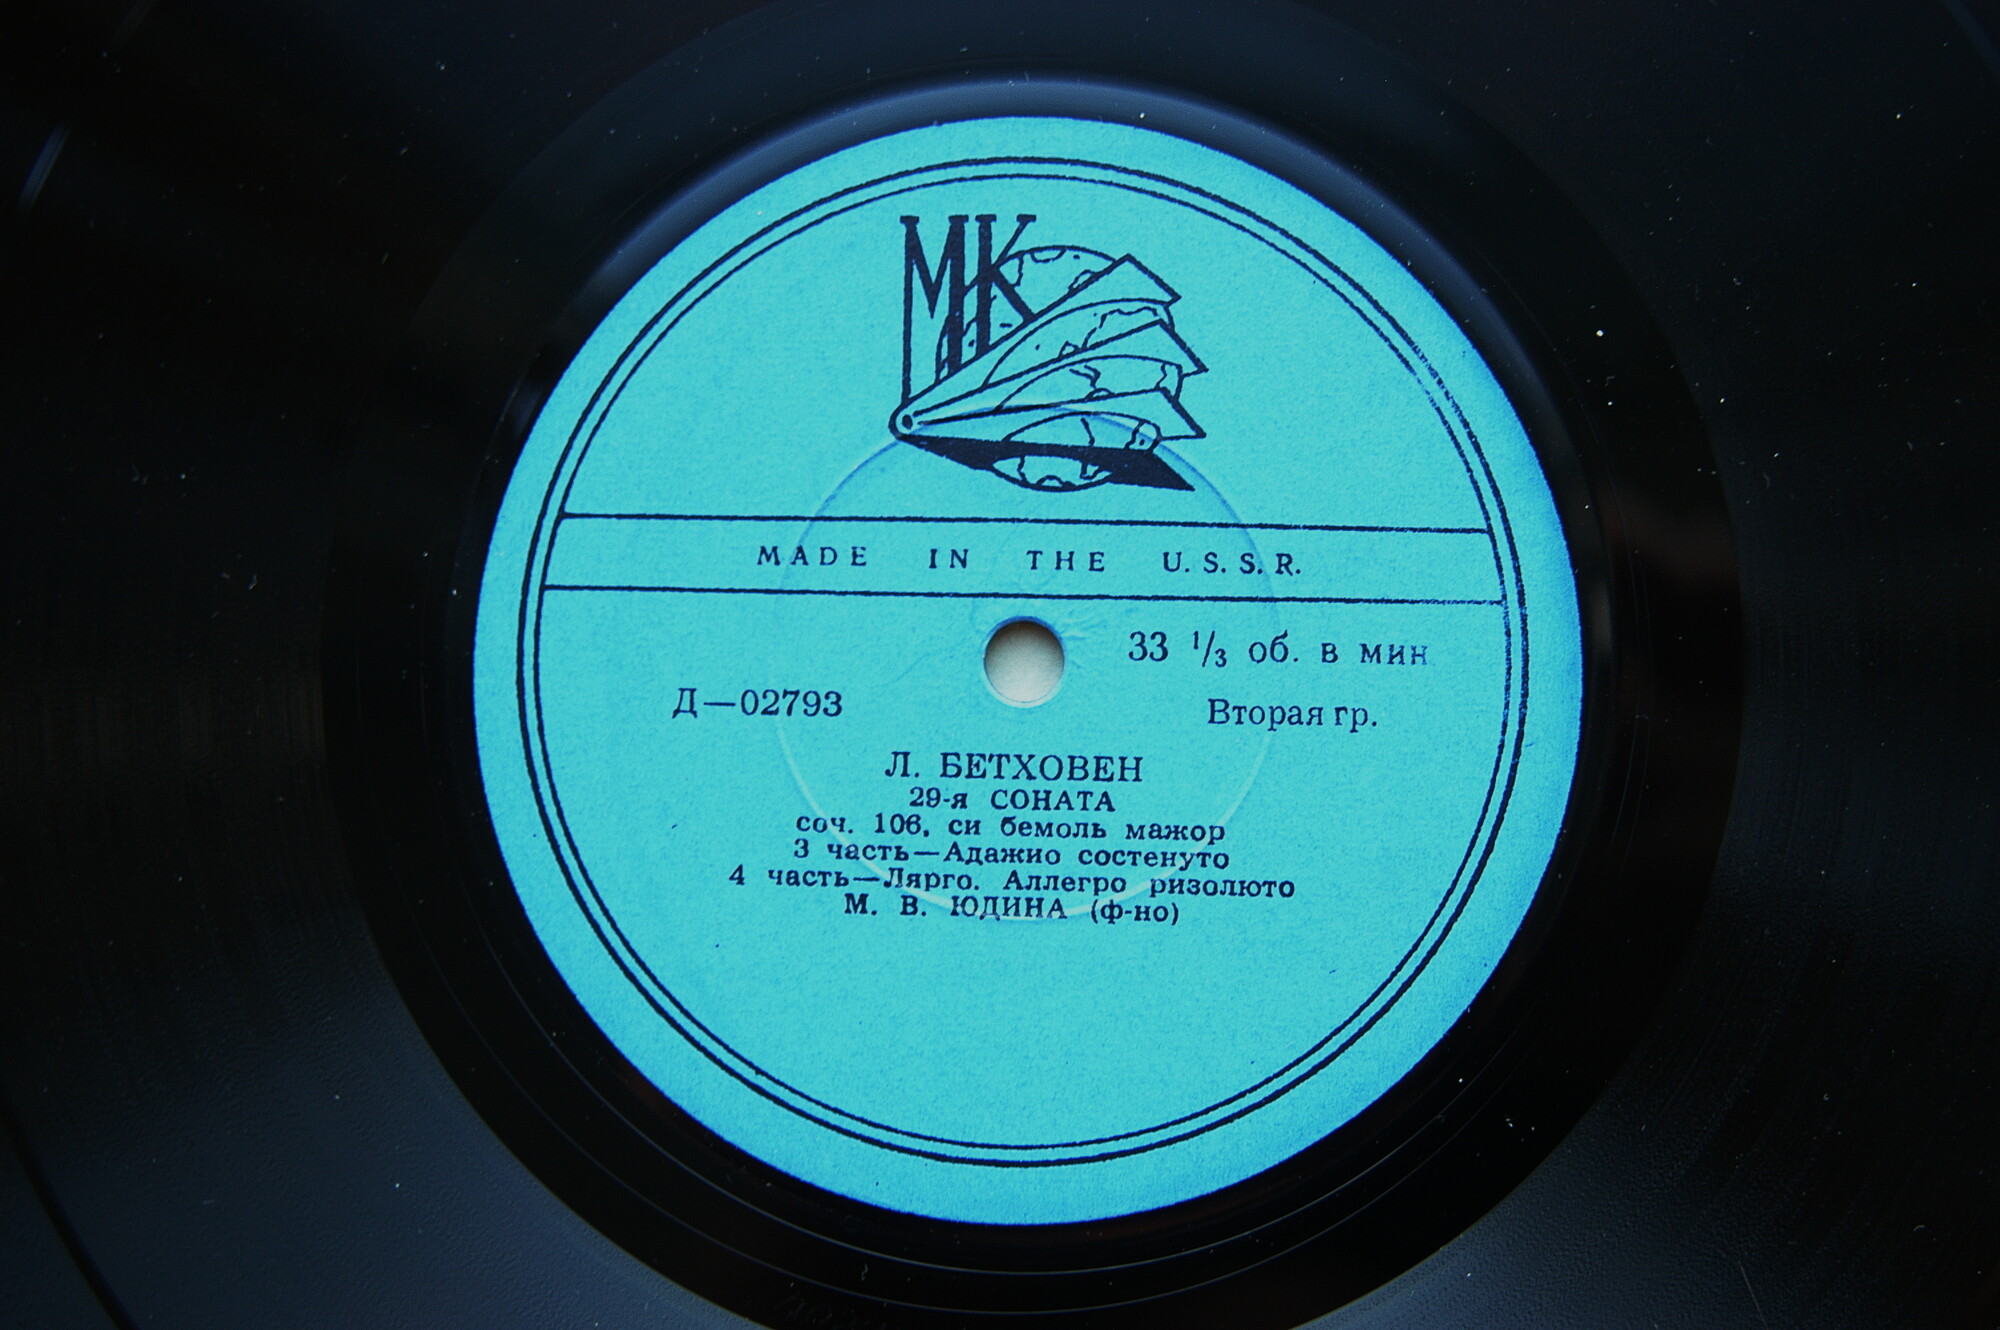 МК
MADE IN THE U.S.S.R.
33 ⅓ об. в мин
Д—02793
Вторая гр.
Л. БЕТХОВЕН
29-я СОНАТА
соч. 106, си бемоль мажор
3 часть—Адажио состенуто
4 часть—Лярго. Аллегро ризолюто
М. В. ЮДИНА (ф-но)